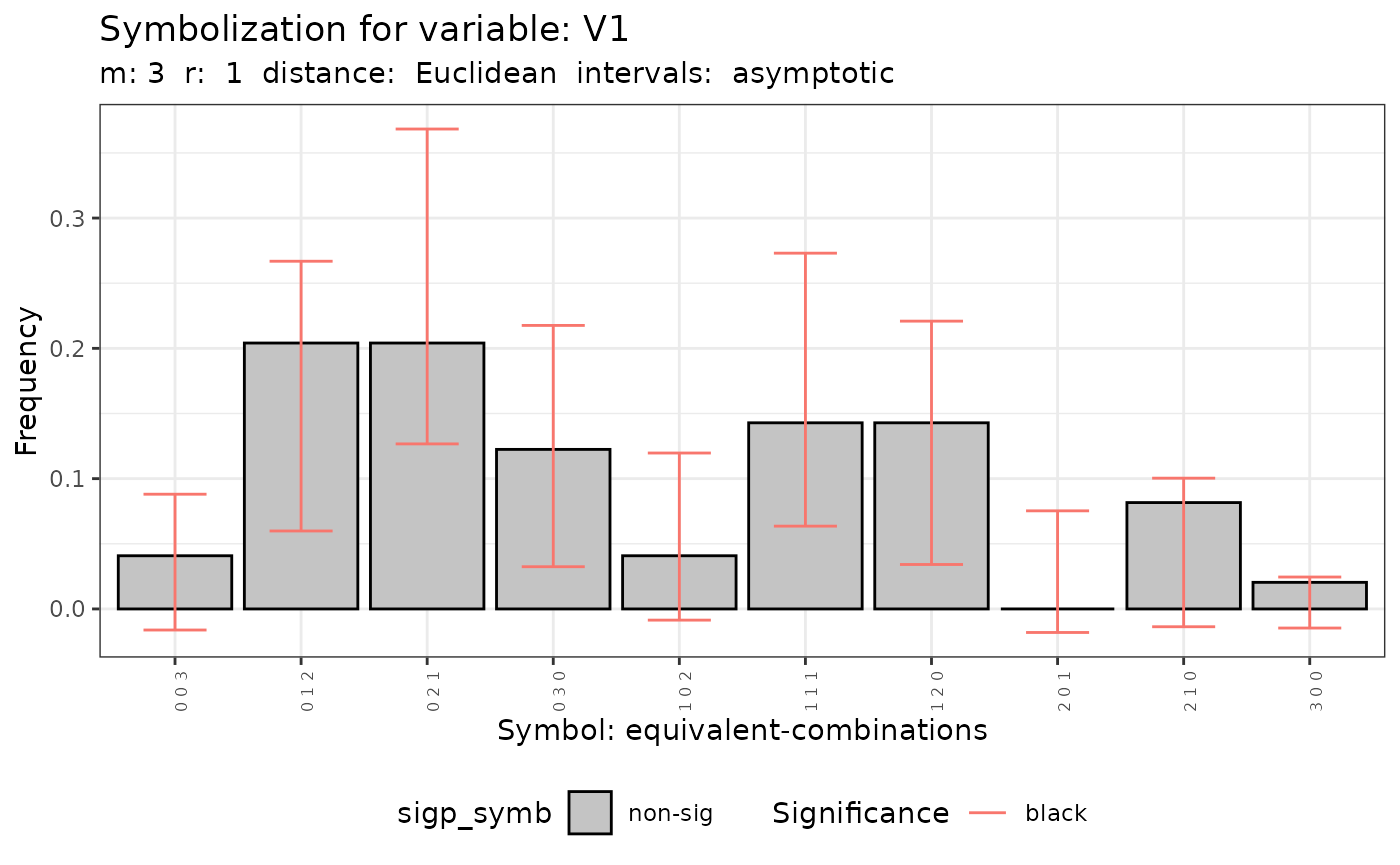 Symbolization for variable: V1
m: 3  r:  1  distance:  Euclidean  intervals:  asymptotic
Frequency
0.3
0.2
0.1
0.0
0 0 3
0 1 2
0 2 1
0 3 0
1 0 2
1 1 1
1 2 0
2 0 1
2 1 0
3 0 0
Symbol: equivalent-combinations
sigp_symb non-sig Significance black